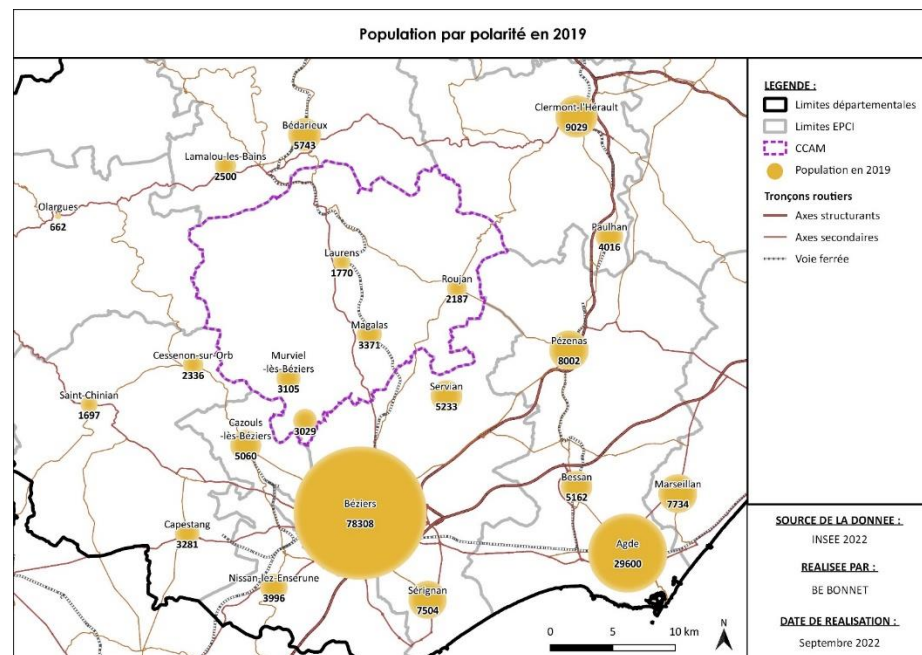 Population par polarité en 2019
Clermont-l'Hérault
9029
Bédarieux
5743
Lamalou-les-Bains
2500
Olargues
662
Paulhan
4016
Laurens
1770
Roujan
2187
Magalas
3371
Pézenas
8002
Cessenon-sur-Orb
2336
Murviel
-lès-Béziers
3105
Servian
5233
Saint-Chinian
1697
3029
Cazouls
-lès-Béziers
5060
Bessan
5162
Marseillan
7734
Béziers
78308
Capestang
3281
Agde
29600
Nissan-lez-Enserune
3996
Sérignan
7504
0
5
10 km
N
LEGENDE :
Limites départementales
Limites EPCI
CCAM
Population en 2019
Tronçons routiers
Axes structurants
Axes secondaires
Voie ferrée
SOURCE DE LA DONNEE :
INSEE 2022
REALISEE PAR :
BE BONNET
DATE DE REALISATION :
Septembre 2022